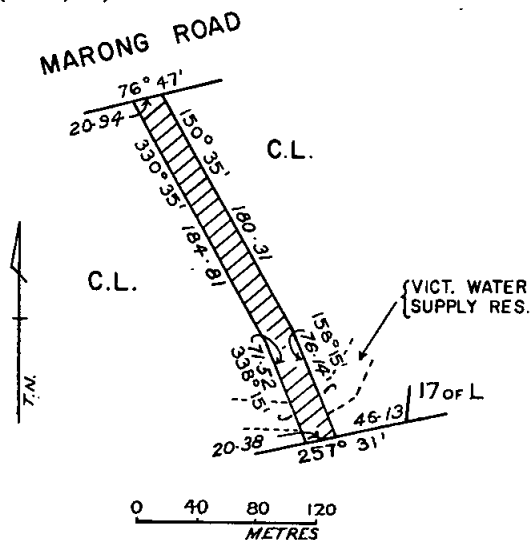 MARONG ROAD
76° 47'
20·94
150° 35'
330° 35'
C.L.
180·31
184·81
C.L.
VICT. WATER
SUPPLY RES.
158° 15'
76·14
71·52
338° 15'
17 OF L
46·13
20·38
257° 31'
T.N.
0 40 80 120
METRES